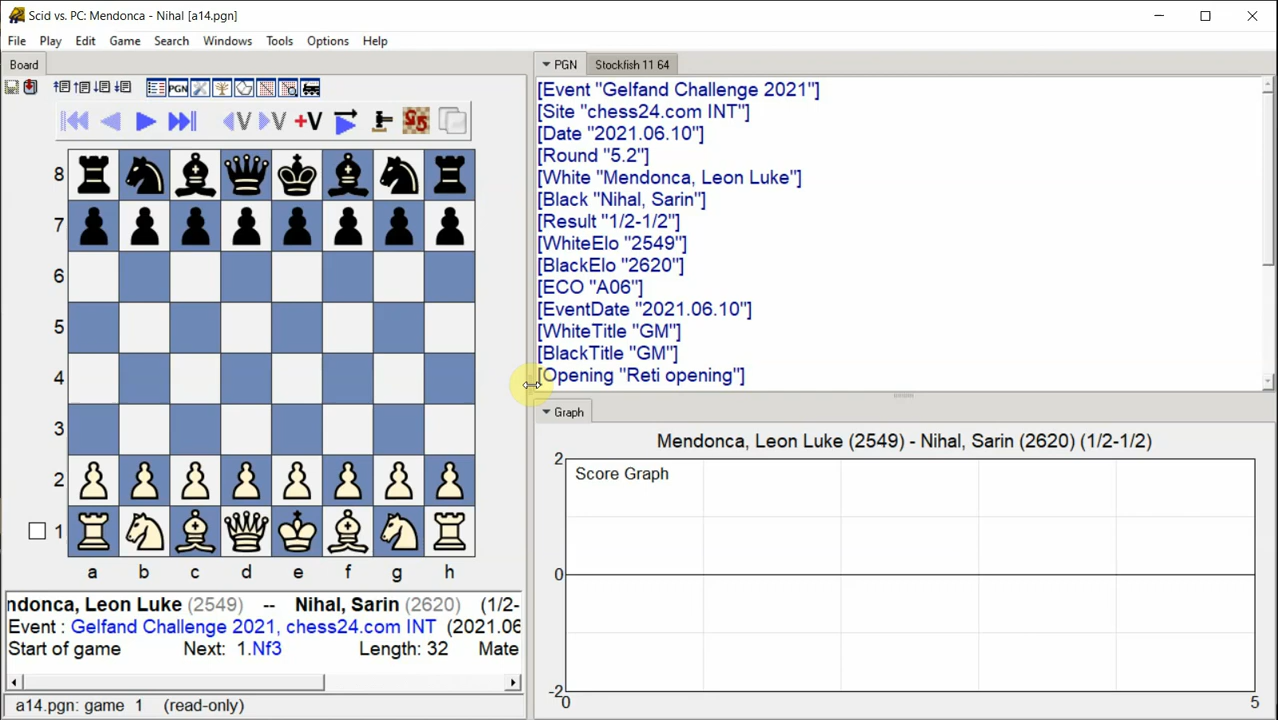 Scid vs. PC: Mendonca - Nihal [a14.pgn]
File Play Edit Game Search Windows Tools Options Help
Board
PGN
V V +V
8
7
6
5
4
3
2
1
a b c d e f g h
ndonca, Leon Luke (2549) -- Nihal, Sarin (2620) (1/2-
Event : Gelfand Challenge 2021, chess24.com INT (2021.06
Start of game Next: 1.Nf3 Length: 32 Mate
a14.pgn: game 1 (read-only)
PGN Stockfish 11 64
[Event "Gelfand Challenge 2021"]
[Site "chess24.com INT"]
[Date "2021.06.10"]
[Round "5.2"]
[White "Mendonca, Leon Luke"]
[Black "Nihal, Sarin"]
[Result "1/2-1/2"]
[WhiteElo "2549"]
[BlackElo "2620"]
[ECO "A06"]
[EventDate "2021.06.10"]
[WhiteTitle "GM"]
[BlackTitle "GM"]
[Opening "Reti opening"]
Graph
Mendonca, Leon Luke (2549) - Nihal, Sarin (2620) (1/2-1/2)
Score Graph
2
0
-2
0 5